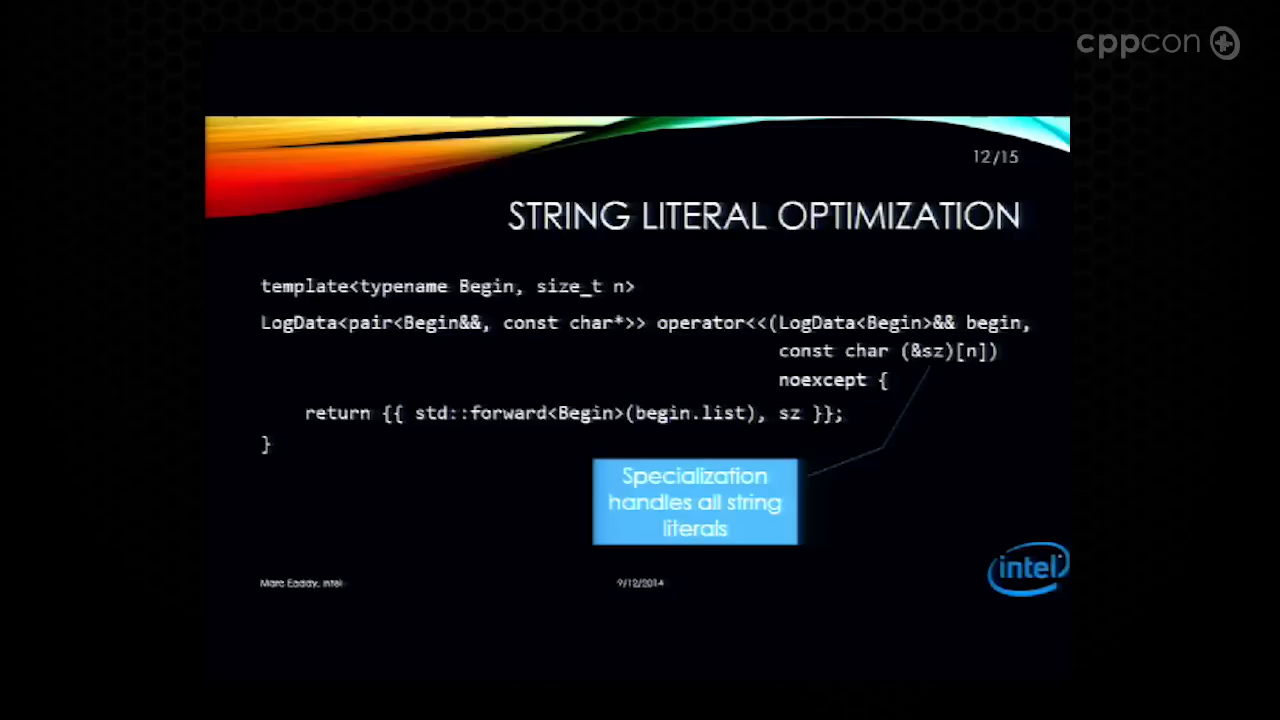 cppcon
12/15
STRING LITERAL OPTIMIZATION
template<typename Begin, size_t n>
LogData<pair<Begin&&, const char*>> operator<<(LogData<Begin>&& begin,
const char (&sz)[n])
noexcept {
return {{ std::forward<Begin>(begin.list), sz }};
}
Specialization
handles all string
literals
Marc Eaddy, Intel
9/12/2014
intel